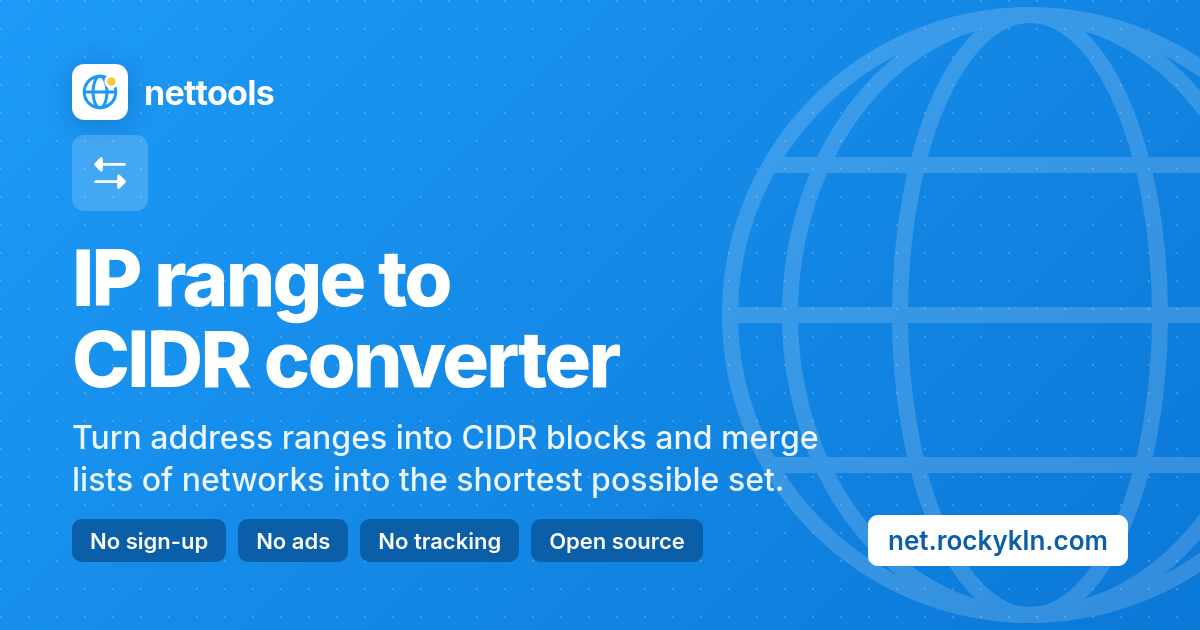 nettools
IP range to
CIDR converter
Turn address ranges into CIDR blocks and merge
lists of networks into the shortest possible set.
No sign-up
No ads
No tracking
Open source
net.rockykln.com